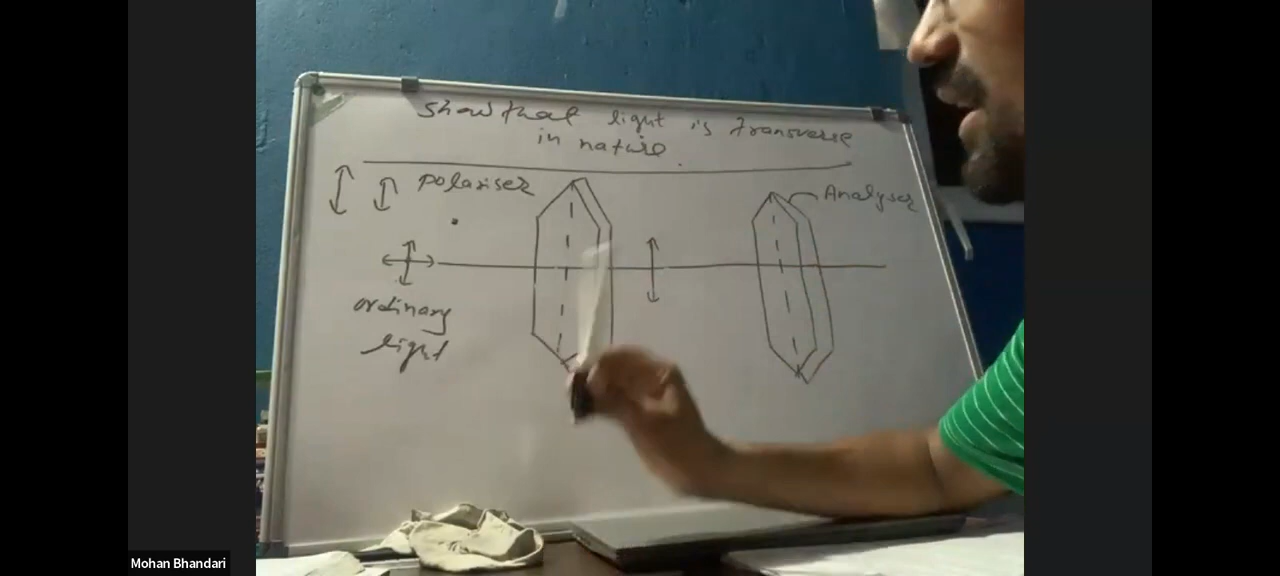 Show that light is transverse
in nature.
Polariser
Analyser
ordinary
light
Mohan Bhandari